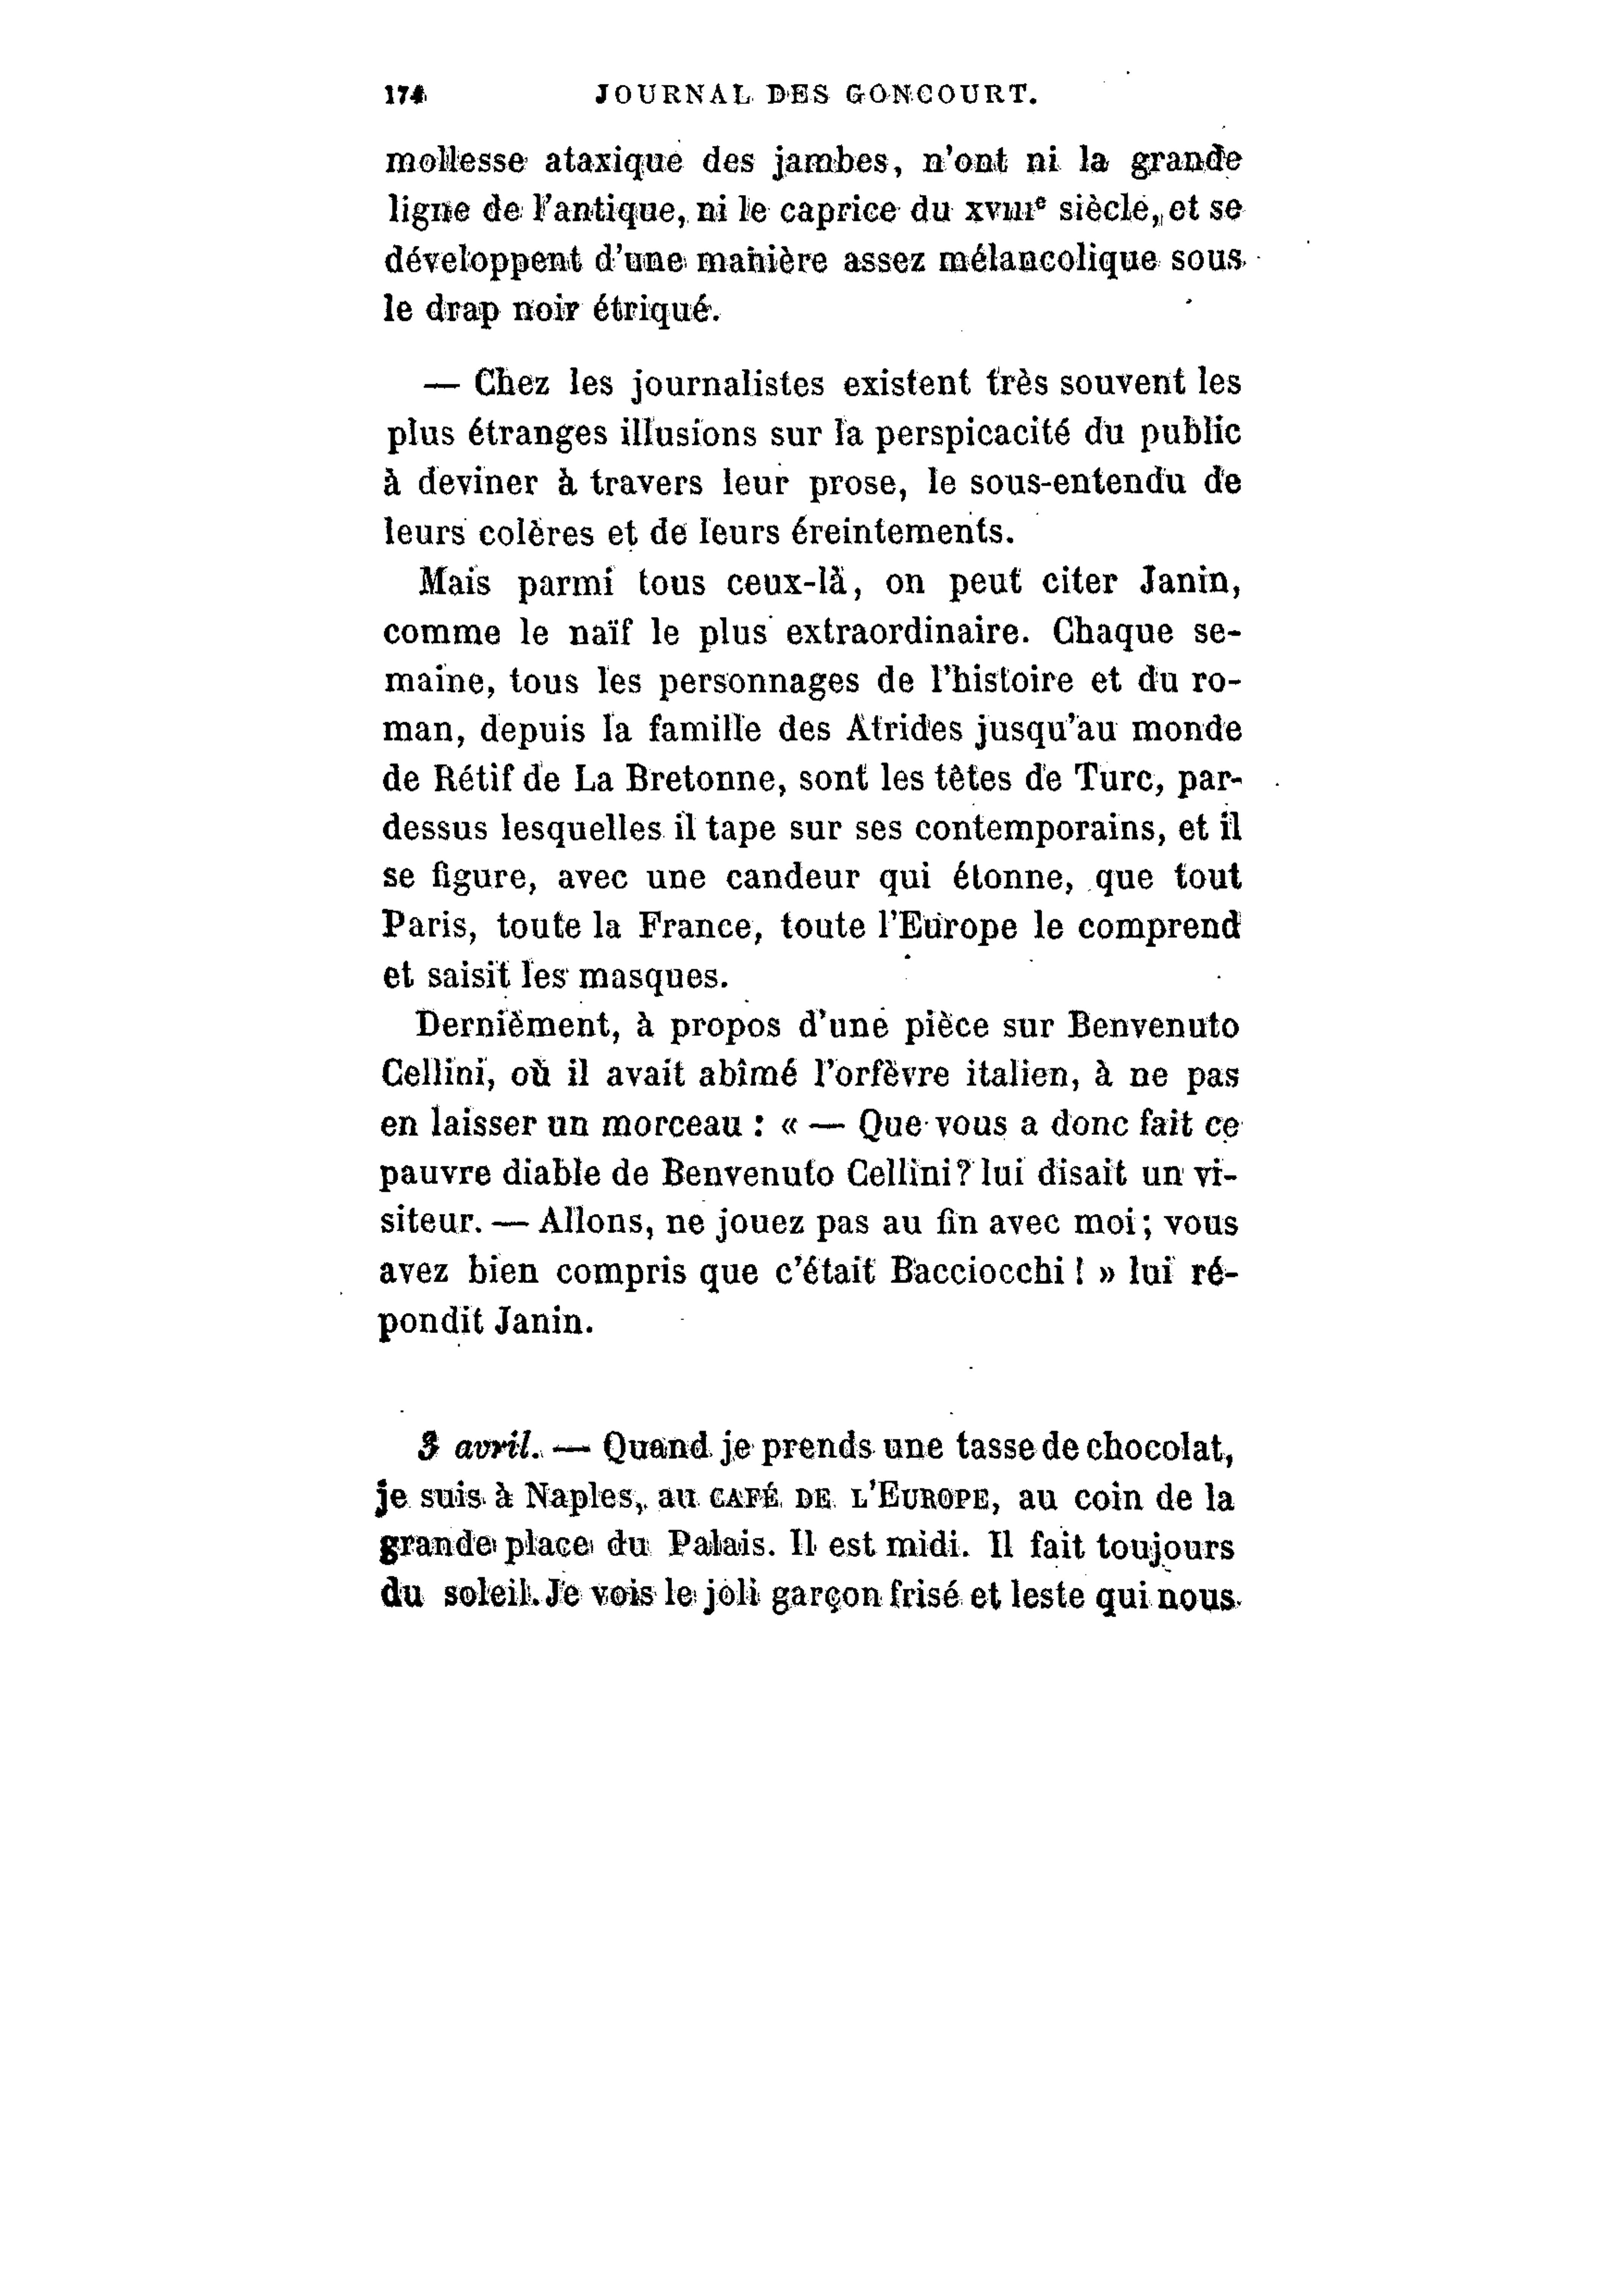 174 JOURNAL DES GONCOURT.
mollesse ataxique des jambes, n'ont ni la grande
ligne de l'antique, ni le caprice du XVIIIe siècle, et se
développent d'une manière assez mélancolique sous
le drap noir étriqué.
— Chez les journalistes existent très souvent les
plus étranges illusions sur la perspicacité du public
à deviner à travers leur prose, le sous-entendu de
leurs colères et de leurs éreintements.
Mais parmi tous ceux-là, on peut citer Janin,
comme le naïf le plus extraordinaire. Chaque se-
maine, tous les personnages de l'histoire et du ro-
man, depuis la famille des Atrides jusqu'au monde
de Rétif de La Bretonne, sont les têtes de Turc, par-
dessus lesquelles il tape sur ses contemporains, et il
se figure, avec une candeur qui étonne, que tout
Paris, toute la France, toute l'Europe le comprend
et saisit les masques.
Dernièment, à propos d'une pièce sur Benvenuto
Cellini, où il avait abîmé l'orfèvre italien, à ne pas
en laisser un morceau : « — Que vous a donc fait ce
pauvre diable de Benvenuto Cellini? lui disait un vi-
siteur. — Allons, ne jouez pas au fin avec moi; vous
avez bien compris que c'était Bacciocchi ! » lui ré-
pondit Janin.
3 avril. — Quand je prends une tasse de chocolat,
je suis à Naples, au CAFÉ DE L'EUROPE, au coin de la
grande place du Palais. Il est midi. Il fait toujours
du soleil. Je vois le joli garçon frisé et leste qui nous